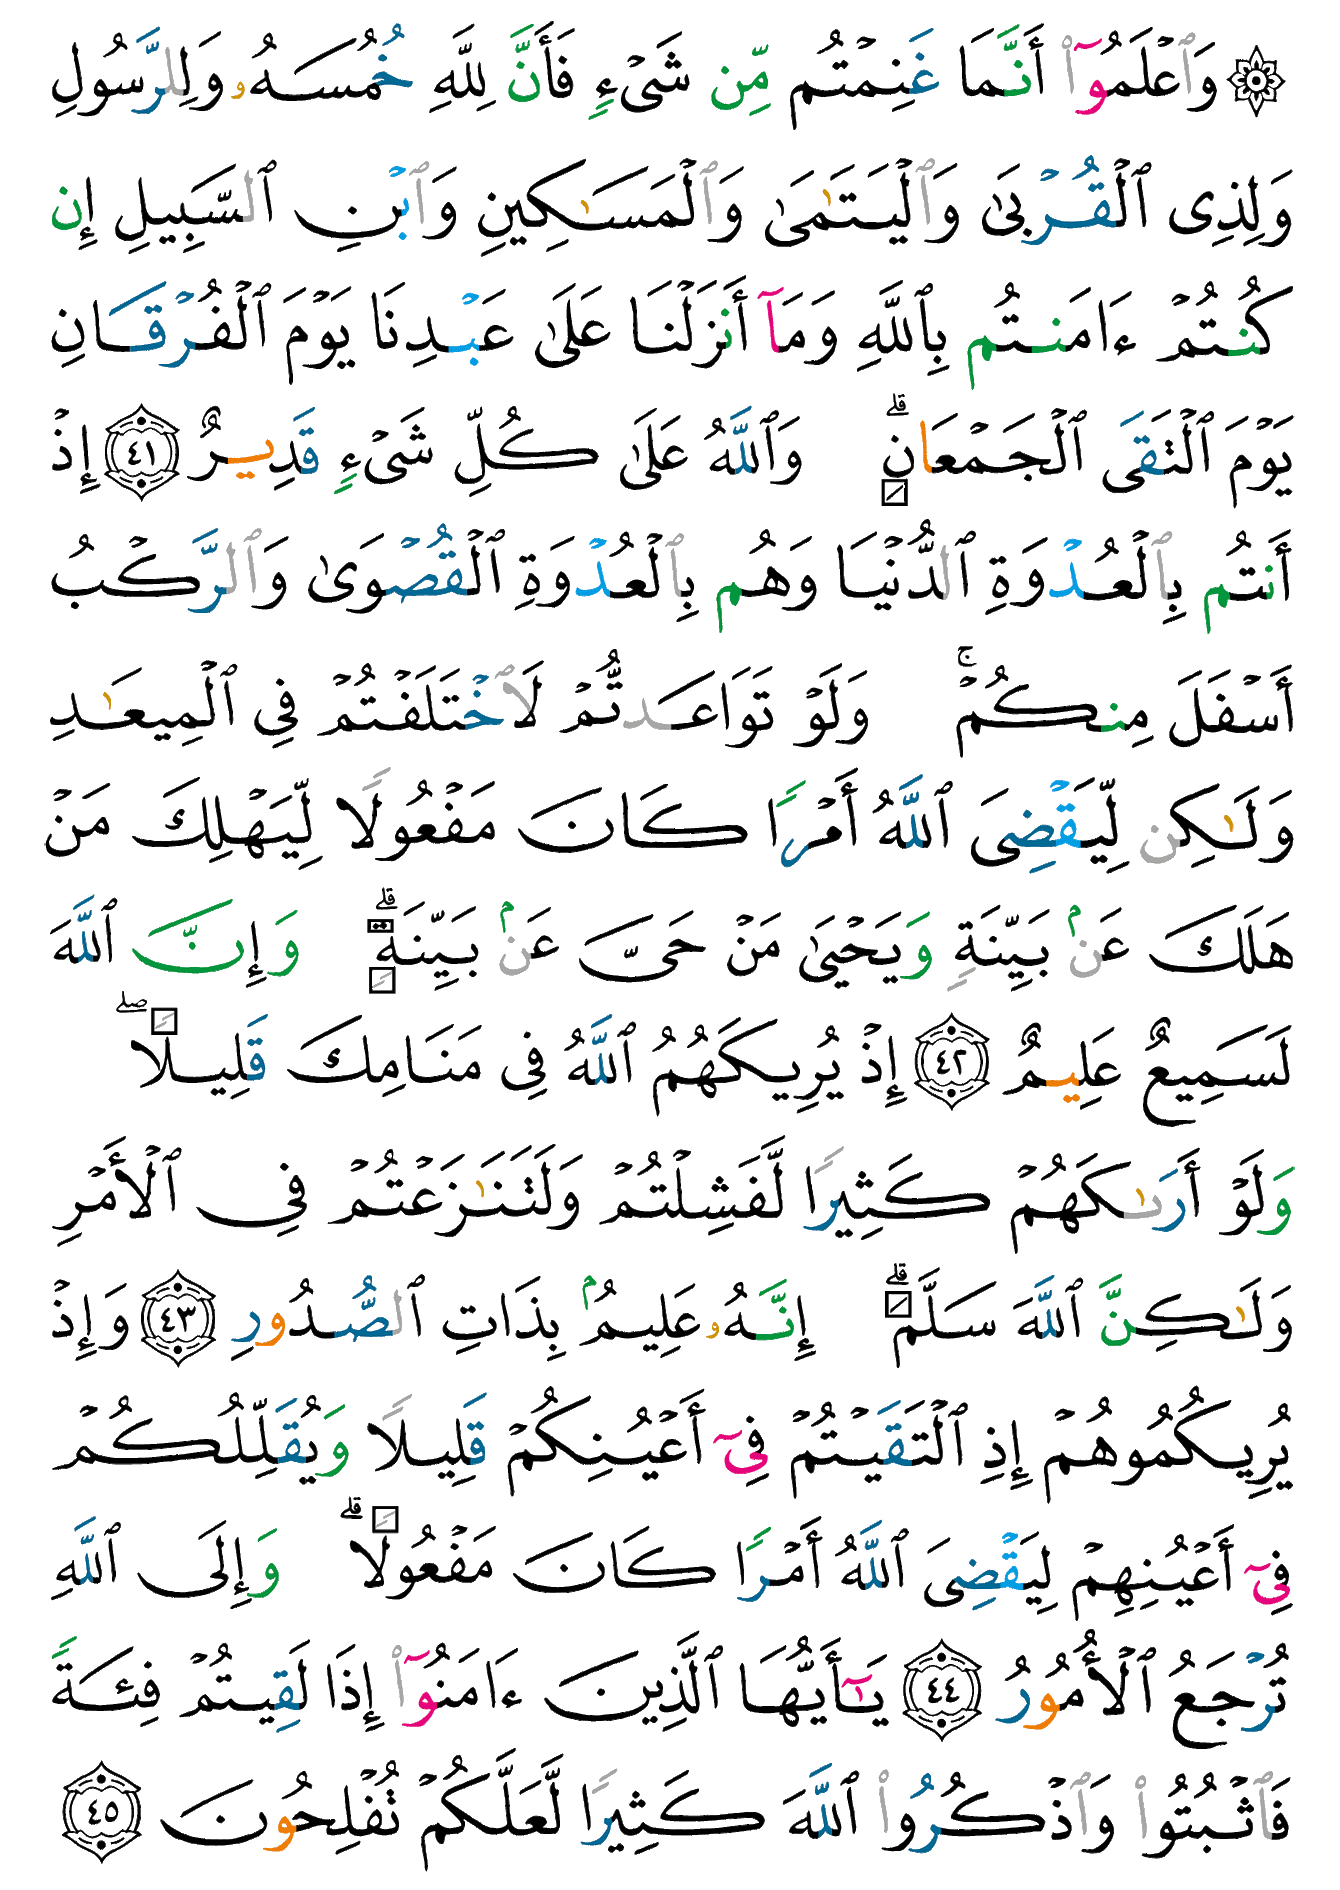 ۞ وَٱعۡلَمُوٓاْ أَنَّمَا غَنِمۡتُم مِّن شَيۡءٖ فَأَنَّ لِلَّهِ خُمُسَهُۥ وَلِلرَّسُولِ
وَلِذِي ٱلۡقُرۡبَىٰ وَٱلۡيَتَٰمَىٰ وَٱلۡمَسَٰكِينِ وَٱبۡنِ ٱلسَّبِيلِ إِن
كُنتُمۡ ءَامَنتُم بِٱللَّهِ وَمَآ أَنزَلۡنَا عَلَىٰ عَبۡدِنَا يَوۡمَ ٱلۡفُرۡقَانِ
يَوۡمَ ٱلۡتَقَى ٱلۡجَمۡعَانِۗ وَٱللَّهُ عَلَىٰ كُلِّ شَيۡءٖ قَدِيرٌ ٤١ إِذۡ
أَنتُم بِٱلۡعُدۡوَةِ ٱلدُّنۡيَا وَهُم بِٱلۡعُدۡوَةِ ٱلۡقُصۡوَىٰ وَٱلرَّكۡبُ
أَسۡفَلَ مِنكُمۡۚ وَلَوۡ تَوَاعَدتُّمۡ لَٱخۡتَلَفۡتُمۡ فِي ٱلۡمِيعَٰدِ
وَلَٰكِن لِّيَقۡضِيَ ٱللَّهُ أَمۡرٗا كَانَ مَفۡعُولٗا لِّيَهۡلِكَ مَنۡ
هَلَكَ عَنۢ بَيِّنَةٖ وَيَحۡيَىٰ مَنۡ حَيَّ عَنۢ بَيِّنَةٖۗ وَإِنَّ ٱللَّهَ
لَسَمِيعٌ عَلِيمٌ ٤٢ إِذۡ يُرِيكَهُمُ ٱللَّهُ فِي مَنَامِكَ قَلِيلٗاۖ
وَلَوۡ أَرَىٰكَهُمۡ كَثِيرٗا لَّفَشِلۡتُمۡ وَلَتَنَٰزَعۡتُمۡ فِي ٱلۡأَمۡرِ
وَلَٰكِنَّ ٱللَّهَ سَلَّمَۗ إِنَّهُۥ عَلِيمُۢ بِذَاتِ ٱلصُّدُورِ ٤٣ وَإِذۡ
يُرِيكُمُوهُمۡ إِذِ ٱلۡتَقَيۡتُمۡ فِيٓ أَعۡيُنِكُمۡ قَلِيلٗا وَيُقَلِّلُكُمۡ
فِيٓ أَعۡيُنِهِمۡ لِيَقۡضِيَ ٱللَّهُ أَمۡرٗا كَانَ مَفۡعُولٗاۗ وَإِلَى ٱللَّهِ
تُرۡجَعُ ٱلۡأُمُورُ ٤٤ يَٰٓأَيُّهَا ٱلَّذِينَ ءَامَنُوٓاْ إِذَا لَقِيتُمۡ فِئَةٗ
فَٱثۡبُتُواْ وَٱذۡكُرُواْ ٱللَّهَ كَثِيرٗا لَّعَلَّكُمۡ تُفۡلِحُونَ ٤٥